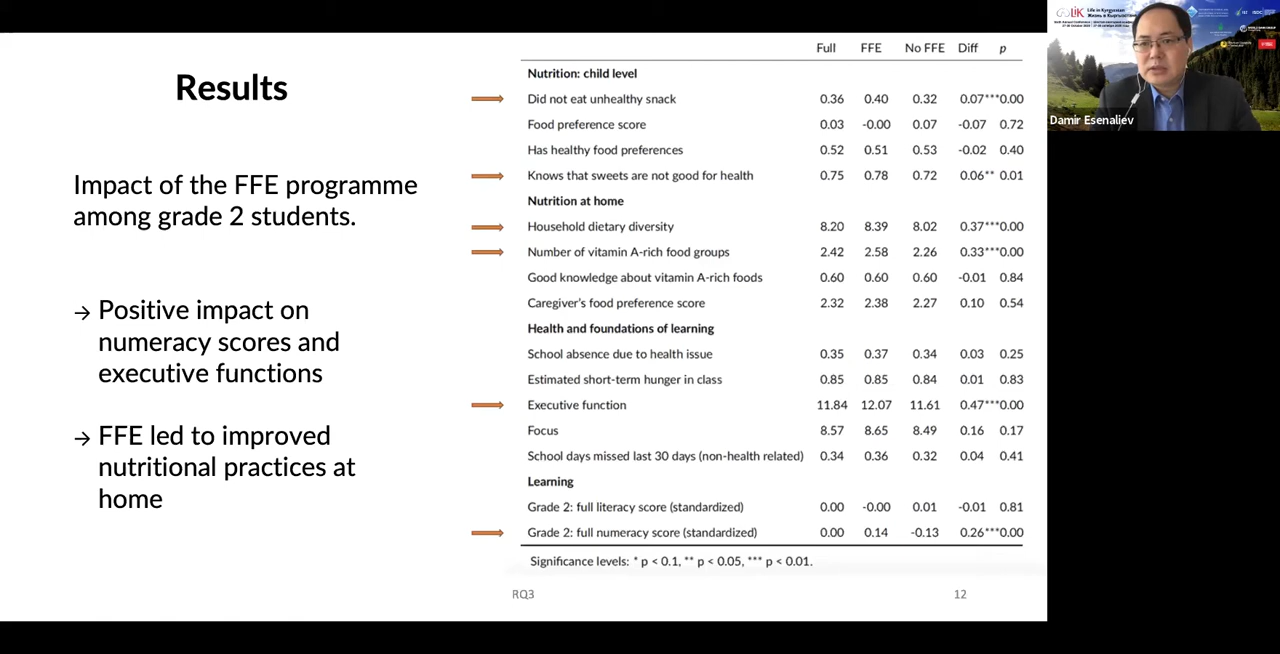 Results
Impact of the FFE programme
among grade 2 students.
→ Positive impact on
numeracy scores and
executive functions
→ FFE led to improved
nutritional practices at
home
Full FFE No FFE Diff p
Nutrition: child level
Did not eat unhealthy snack 0.36 0.40 0.32 0.07***0.00
Food preference score 0.03 -0.00 0.07 -0.07 0.72
Has healthy food preferences 0.52 0.51 0.53 -0.02 0.40
Knows that sweets are not good for health 0.75 0.78 0.72 0.06** 0.01
Nutrition at home
Household dietary diversity 8.20 8.39 8.02 0.37***0.00
Number of vitamin A-rich food groups 2.42 2.58 2.26 0.33***0.00
Good knowledge about vitamin A-rich foods 0.60 0.60 0.60 -0.01 0.84
Caregiver's food preference score 2.32 2.38 2.27 0.10 0.54
Health and foundations of learning
School absence due to health issue 0.35 0.37 0.34 0.03 0.25
Estimated short-term hunger in class 0.85 0.85 0.84 0.01 0.83
Executive function 11.84 12.07 11.61 0.47***0.00
Focus 8.57 8.65 8.49 0.16 0.17
School days missed last 30 days (non-health related) 0.34 0.36 0.32 0.04 0.41
Learning
Grade 2: full literacy score (standardized) 0.00 -0.00 0.01 -0.01 0.81
Grade 2: full numeracy score (standardized) 0.00 0.14 -0.13 0.26***0.00
Significance levels: * p < 0.1, ** p < 0.05, *** p < 0.01.
RQ3 12
LiK Life in Kyrgyzstan
Жизнь в Кыргызстане
Damir Esenaliev